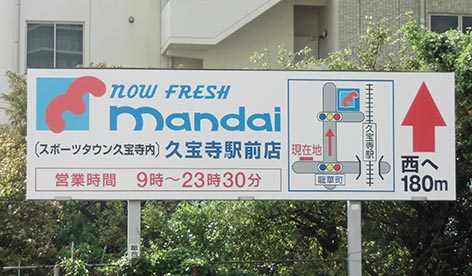 NOW FRESH
mandai
(スポーツタウン久宝寺内) 久宝寺駅前店
営業時間 9時〜23時30分
久宝寺駅
現在地
龍華町
西へ
180m